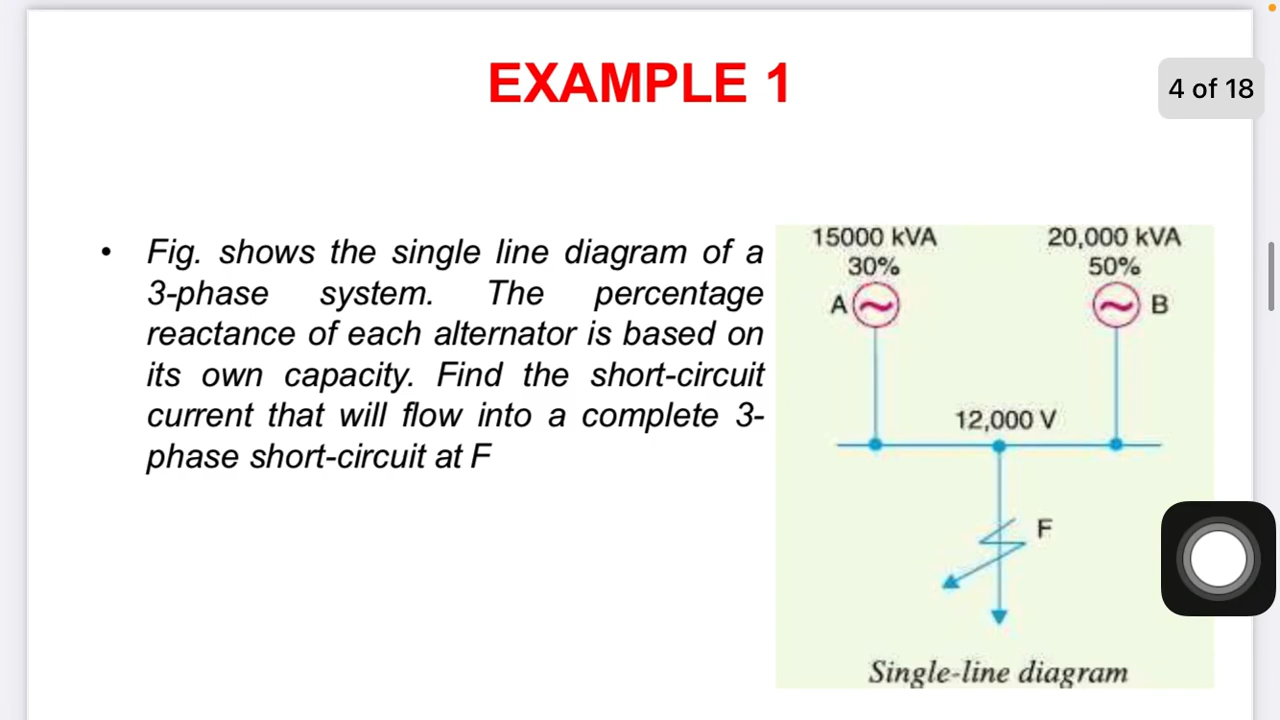 EXAMPLE 1
4 of 18
• Fig. shows the single line diagram of a
3-phase system. The percentage
reactance of each alternator is based on
its own capacity. Find the short-circuit
current that will flow into a complete 3-
phase short-circuit at F
15000 kVA
30%
A
20,000 kVA
50%
B
12,000 V
F
Single-line diagram